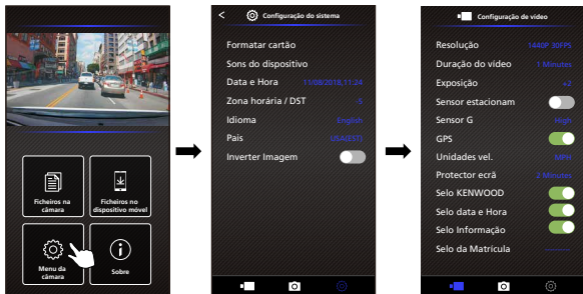 Ficheiros na
câmara
Ficheiros no
dispositivo móvel
Menu da
câmara
Sobre
< Configuração do sistema
Formatar cartão
Sons do dispositivo
Data e Hora 11/08/2018,11:24
Zona horária / DST -5
Idioma English
País USA(EST)
Inverter Imagem
Configuração de vídeo
Resolução 1440P 30FPS
Duração do vídeo 1 Minutes
Exposição +2
Sensor estacionam
Sensor G High
GPS
Unidades vel. MPH
Protector ecrã 2 Minutes
Selo KENWOOD
Selo data e Hora
Selo Informação
Selo da Matrícula --------